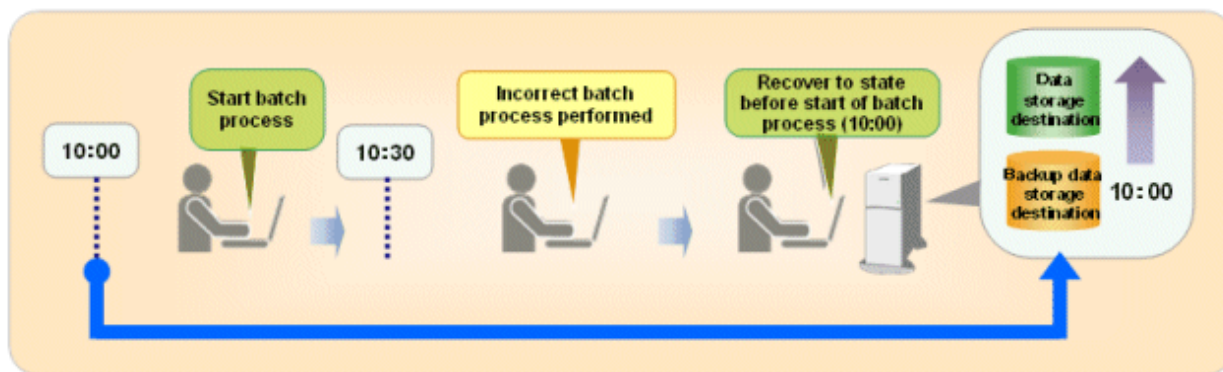 10:00
Start batch
process
10:30
Incorrect batch
process performed
Recover to state
before start of batch
process (10:00)
Data
storage
destination
Backup data
storage
destination
10:00